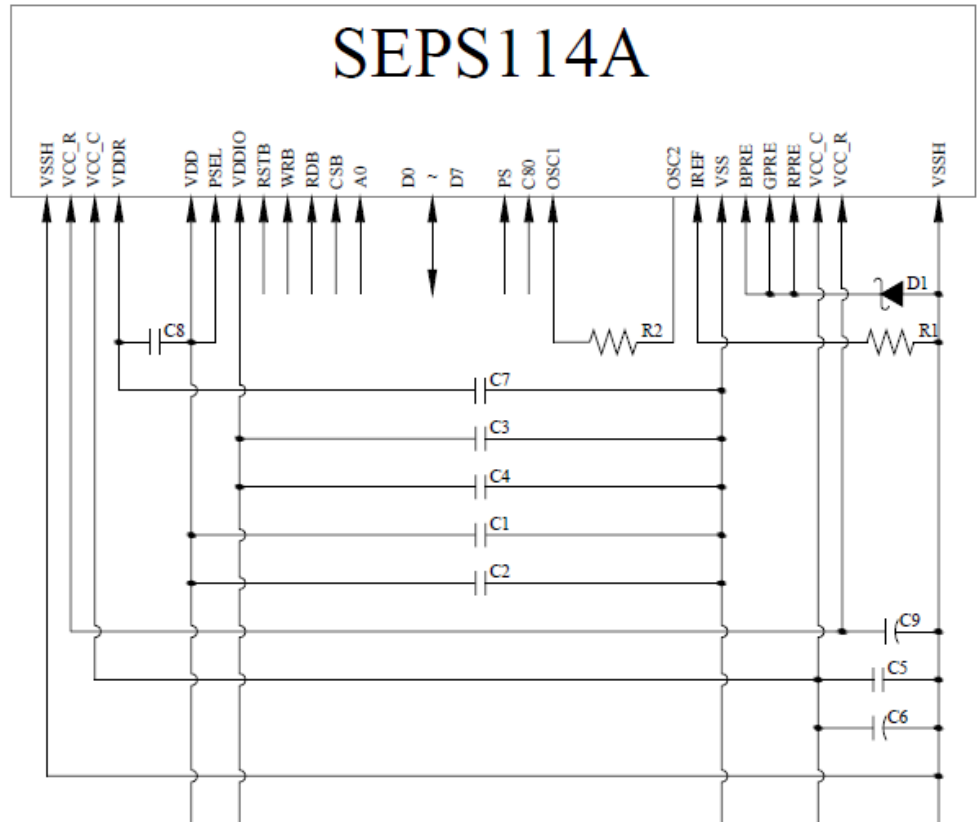 SEPS114A
VSSH
VCC_R
VCC_C
VDDR
VDD
PSEL
VDDIO
RSTB
WRB
RDB
CSB
A0
D0
~
D7
PS
C80
OSC1
OSC2
IREF
VSS
BPRE
GPRE
RPRE
VCC_C
VCC_R
VSSH
D1
C8
R2
R1
C7
C3
C4
C1
C2
C9
C5
C6